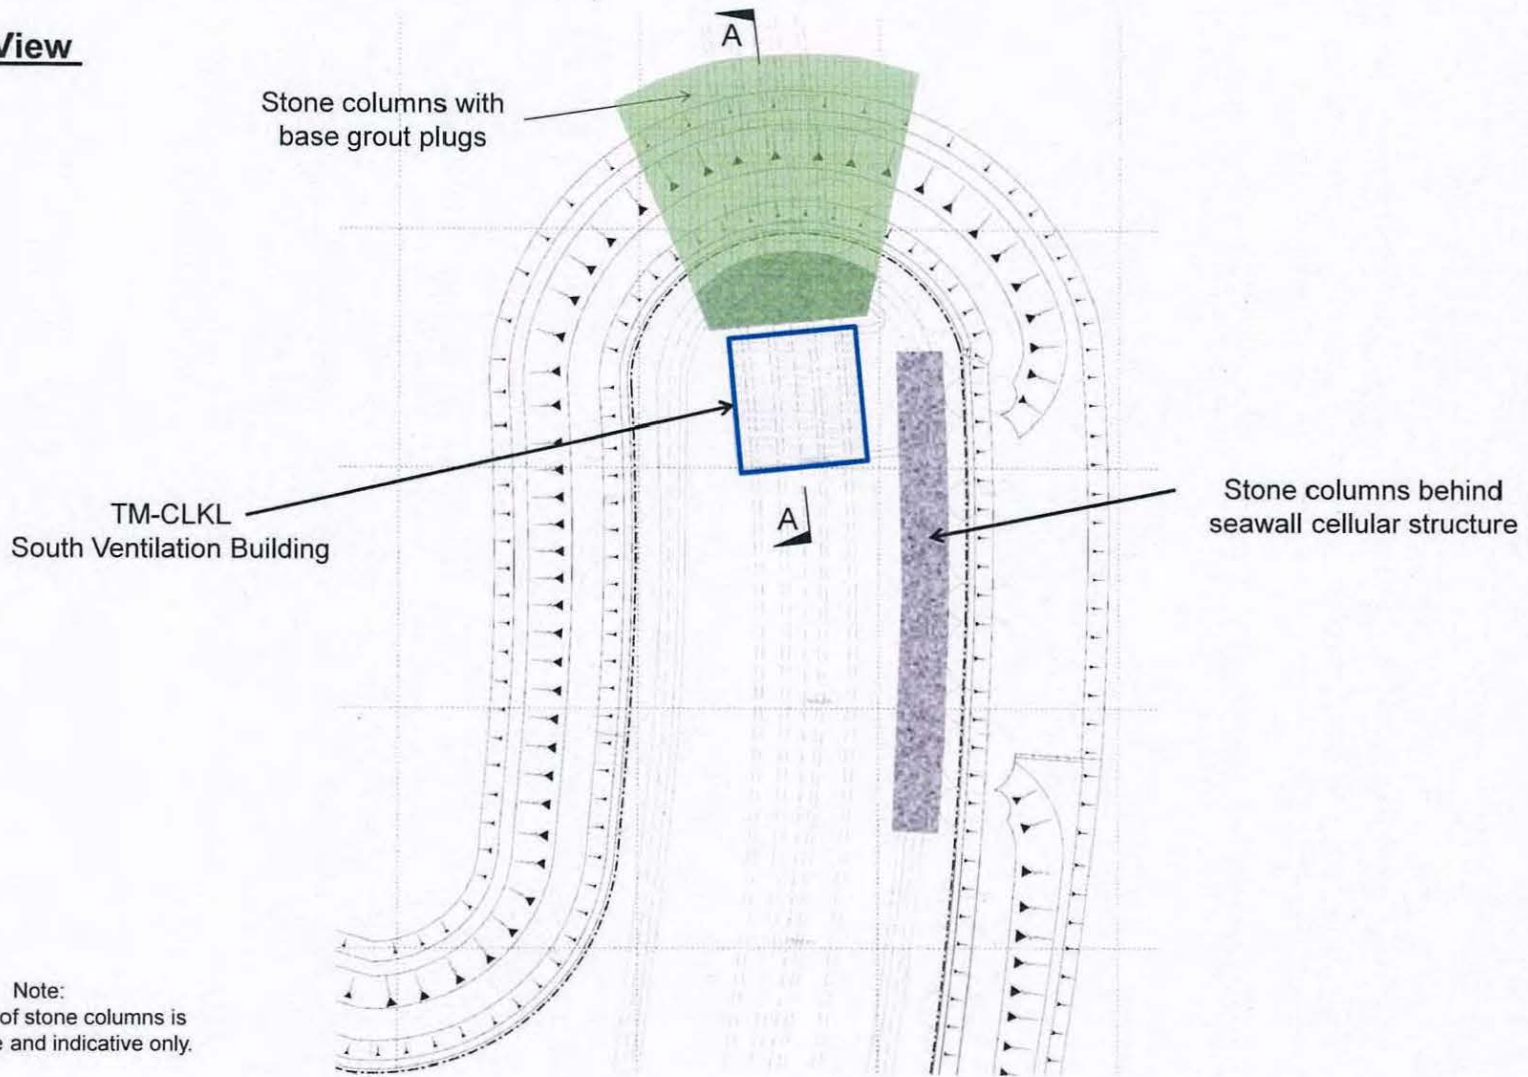 View
A
Stone columns with
base grout plugs
TM-CLKL
South Ventilation Building
A
Stone columns behind
seawall cellular structure
Note:
of stone columns is
and indicative only.